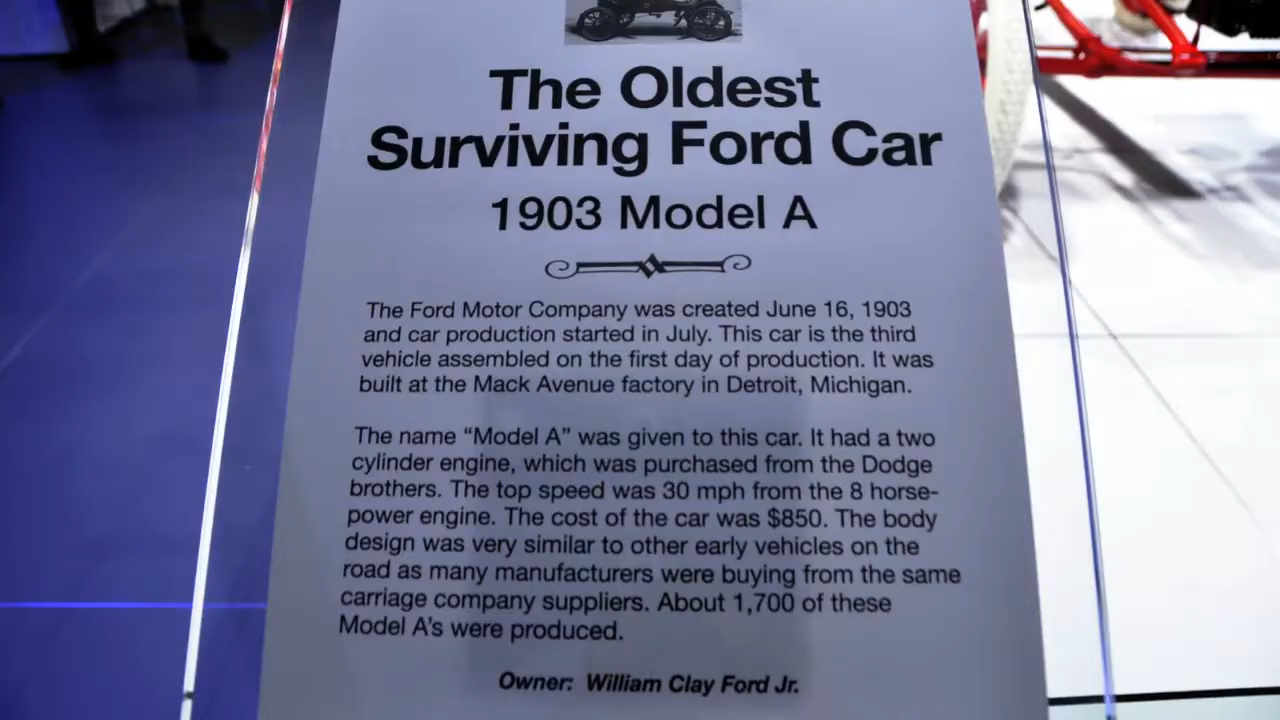 The Oldest
Surviving Ford Car
1903 Model A
The Ford Motor Company was created June 16, 1903
and car production started in July. This car is the third
vehicle assembled on the first day of production. It was
built at the Mack Avenue factory in Detroit, Michigan.
The name “Model A” was given to this car. It had a two
cylinder engine, which was purchased from the Dodge
brothers. The top speed was 30 mph from the 8 horse-
power engine. The cost of the car was $850. The body
design was very similar to other early vehicles on the
road as many manufacturers were buying from the same
carriage company suppliers. About 1,700 of these
Model A's were produced.
Owner: William Clay Ford Jr.